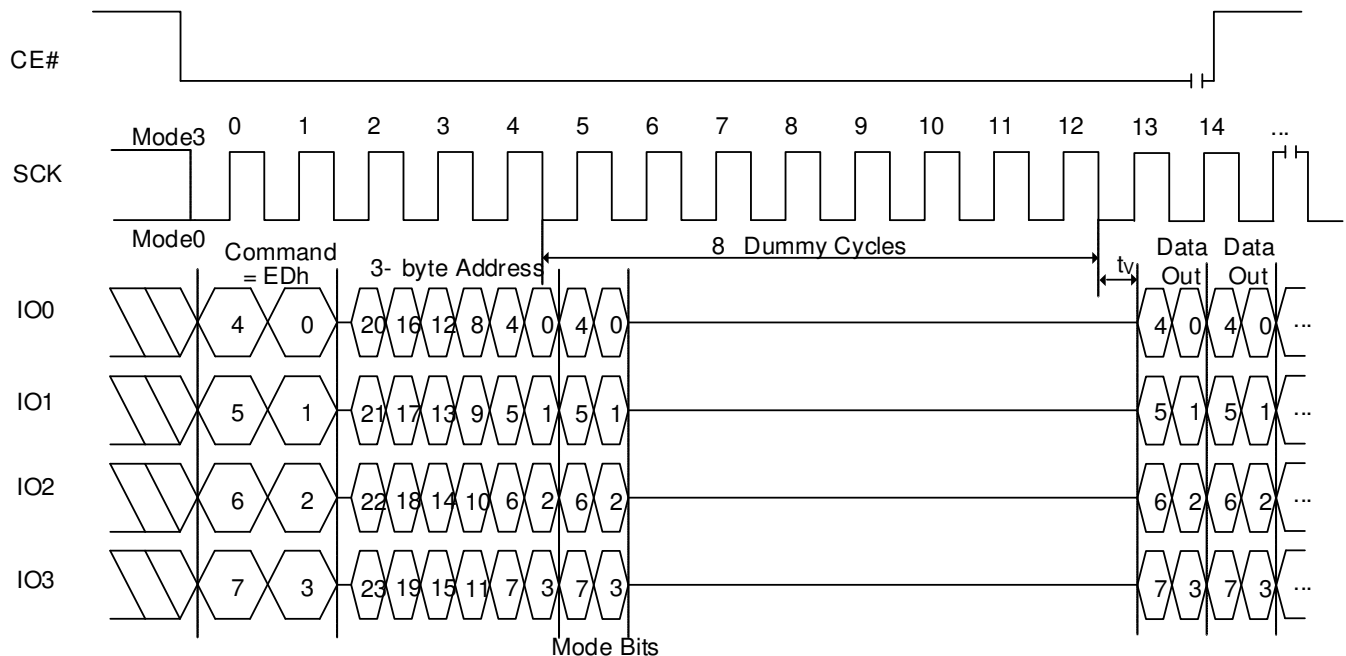 CE#
0 1 2 3 4 5 6 7 8 9 10 11 12 13 14 ...
Mode3
SCK
Mode0
Command
= EDh
3- byte Address
8 Dummy Cycles
tV
Data
Out
Data
Out
IO0
4 0 20 16 12 8 4 0 4 0 4 0 4 0 ...
IO1
5 1 21 17 13 9 5 1 5 1 5 1 5 1 ...
IO2
6 2 22 18 14 10 6 2 6 2 6 2 6 2 ...
IO3
7 3 23 19 15 11 7 3 7 3 7 3 7 3 ...
Mode Bits